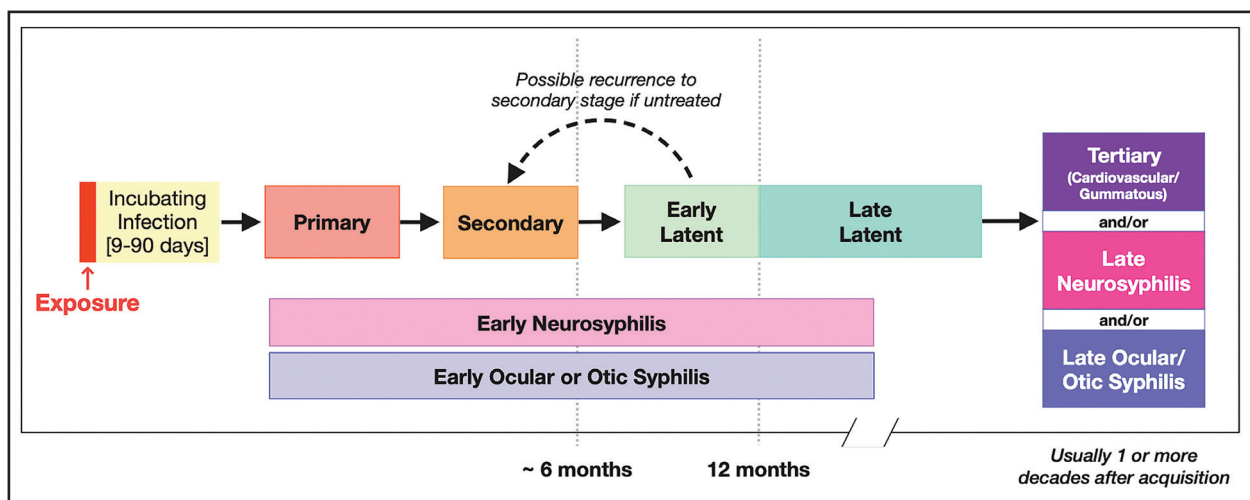 Possible recurrence to
secondary stage if untreated
Incubating
Infection
[9-90 days]
Exposure
Primary
Secondary
Early
Latent
Late
Latent
Tertiary
(Cardiovascular/
Gummatous)
and/or
Late
Neurosyphilis
and/or
Late Ocular/
Otic Syphilis
Early Neurosyphilis
Early Ocular or Otic Syphilis
~ 6 months
12 months
Usually 1 or more
decades after acquisition